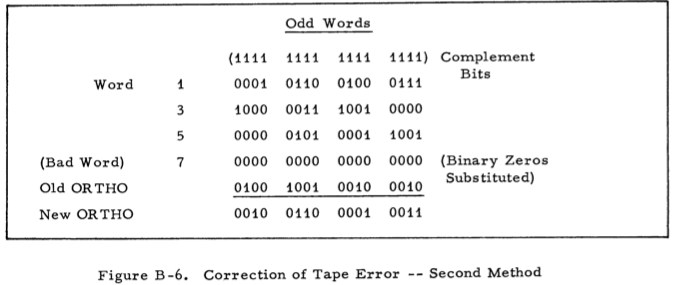 Odd Words
(1111 1111 1111 1111) Complement
Bits
Word 1 0001 0110 0100 0111
3 1000 0011 1001 0000
5 0000 0101 0001 1001
(Bad Word) 7 0000 0000 0000 0000 (Binary Zeros
Substituted)
Old ORTHO 0100 1001 0010 0010
New ORTHO 0010 0110 0001 0011
Figure B-6. Correction of Tape Error -- Second Method